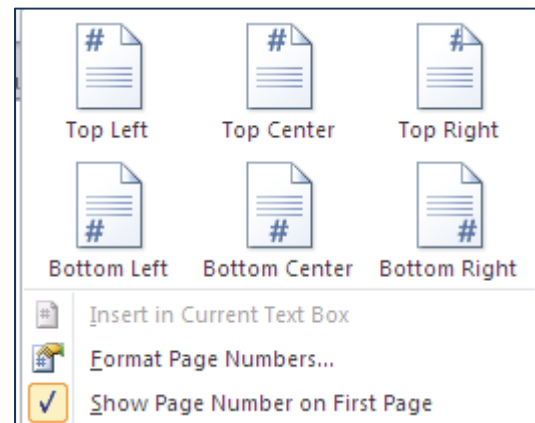 # # #
Top Left Top Center Top Right
# # #
Bottom Left Bottom Center Bottom Right
# Insert in Current Text Box
# Format Page Numbers...
Show Page Number on First Page